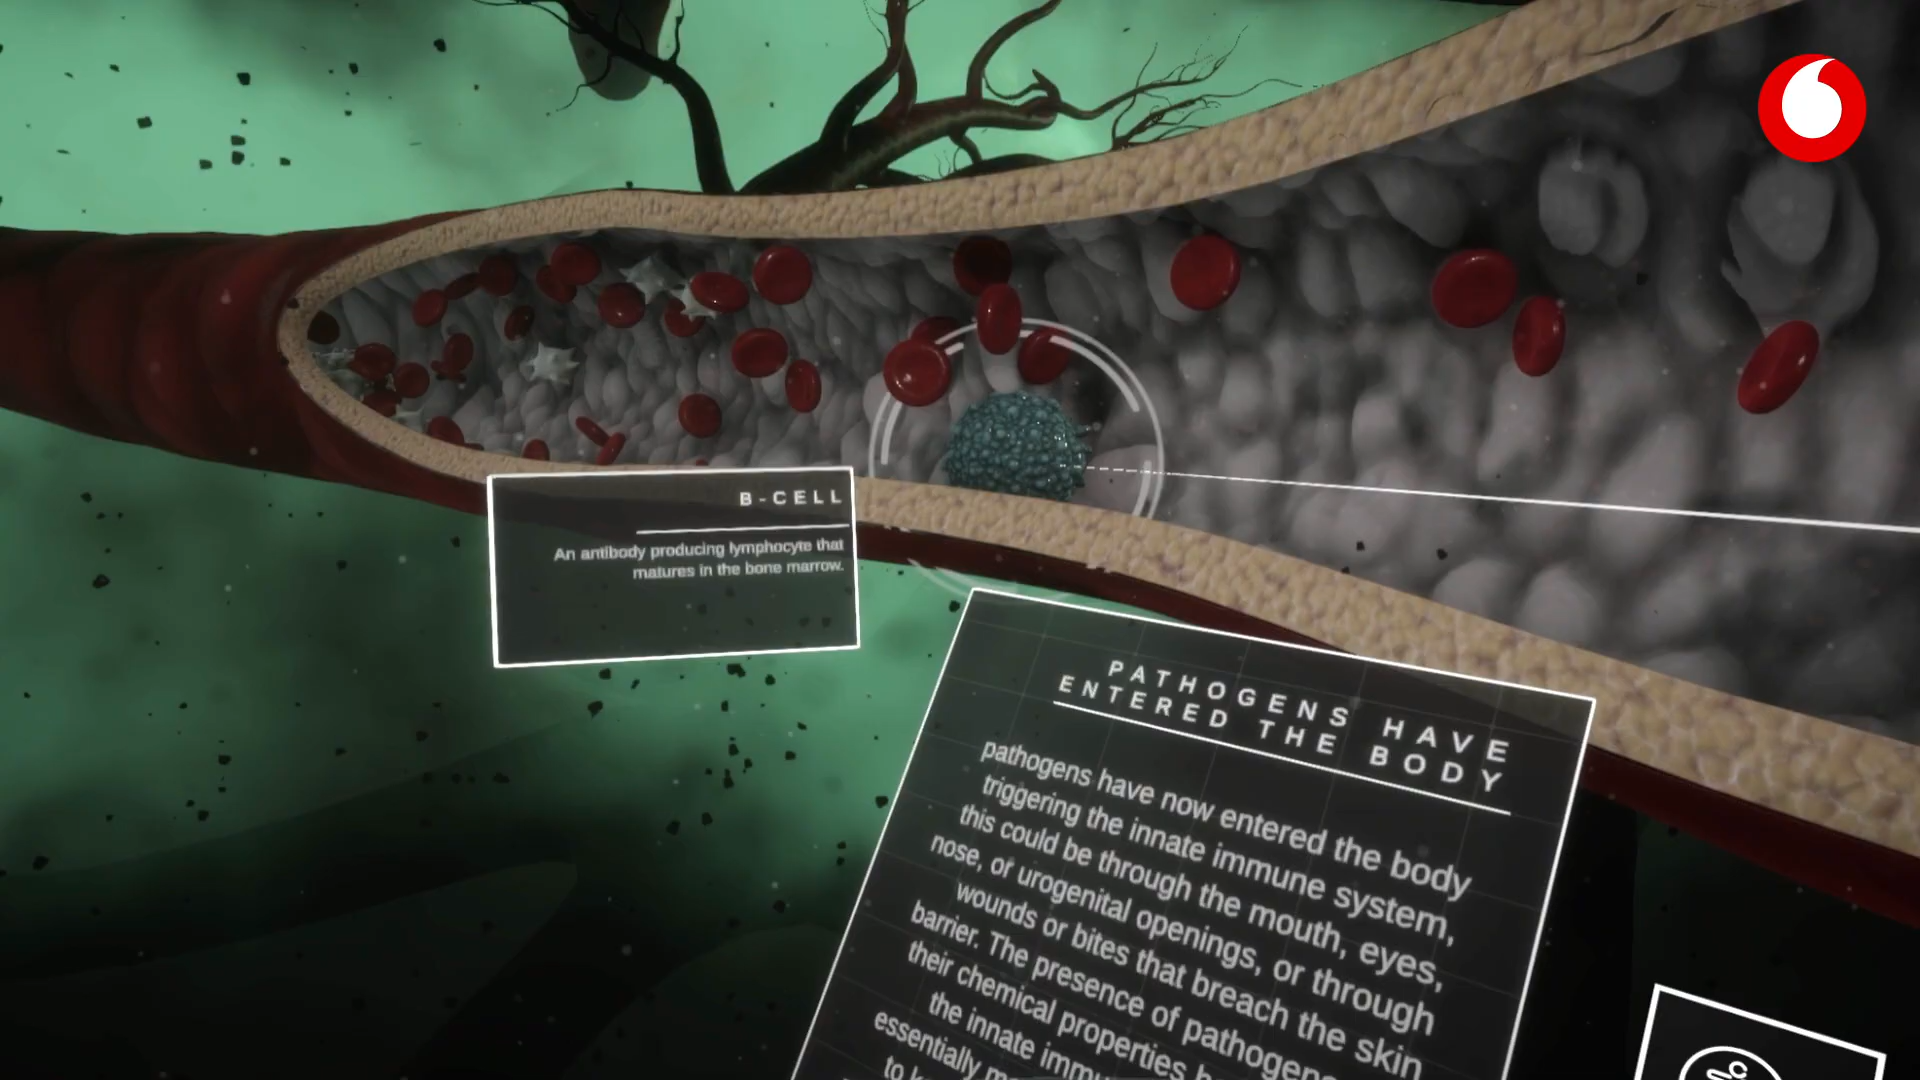 B-CELL
An antibody producing lymphocyte that
matures in the bone marrow.
PATHOGENS HAVE
ENTERED THE BODY
pathogens have now entered the body
triggering the innate immune system,
this could be through the mouth, eyes,
nose, or urogenital openings, or through
wounds or bites that breach the skin
barrier. The presence of pathogens
their chemical properties
the innate
essentially
to